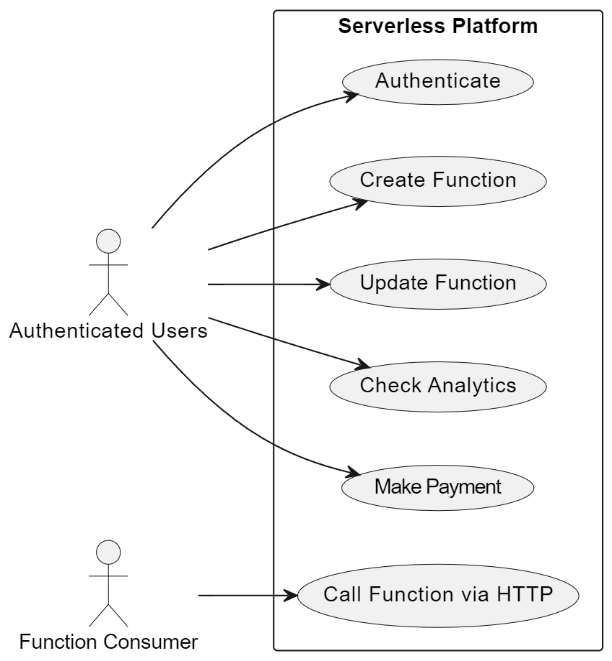 Serverless Platform
Authenticate
Create Function
Update Function
Authenticated Users
Check Analytics
Make Payment
Call Function via HTTP
Function Consumer